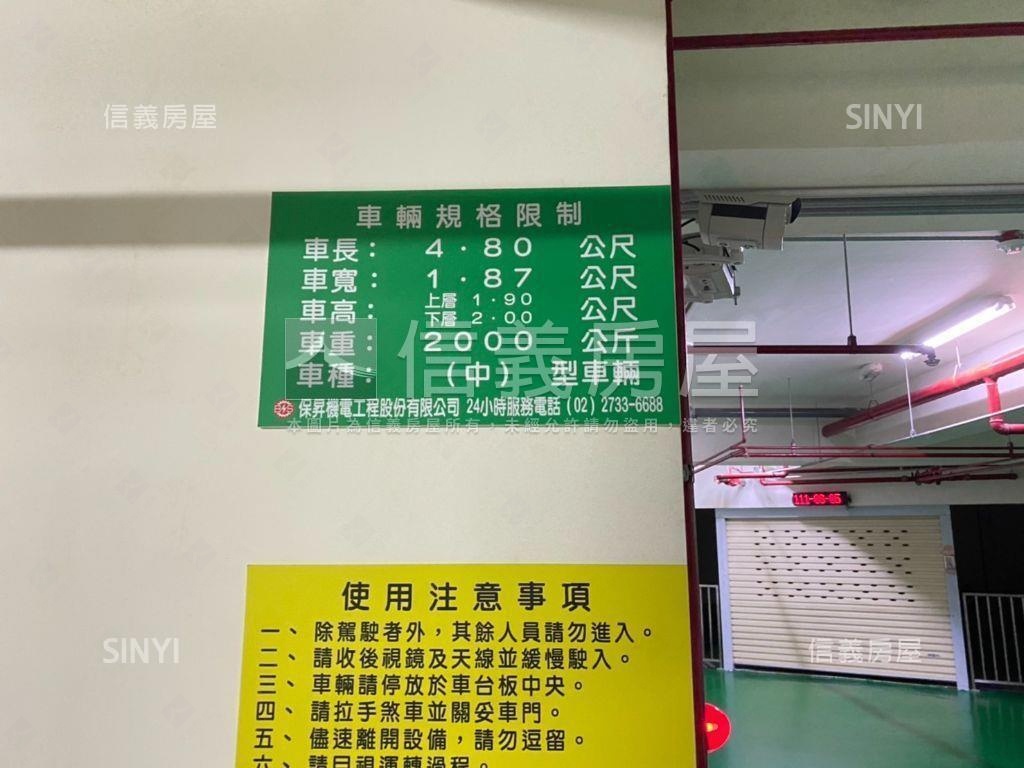 信義房屋
SINYI
車輛規格限制
車長: 4.80 公尺
車寬: 1.87 公尺
車高: 上層 1.90 下層 2.00 公尺
車重: 2000 公斤
車種: (中) 型車輛
保昇機電工程股份有限公司 24小時服務電話(02)2733-6688
信義房屋
本圖片為信義房屋所有,未經允許請勿盜用,違者必究
使用注意事項
一、除駕駛者外,其餘人員請勿進入。
二、請收後視鏡及天線並緩慢駛入。
三、車輛請停放於車台板中央。
四、請拉手煞車並關妥車門。
五、儘速離開設備,請勿逗留。
六、請目視運轉過程。
SINYI
信義房屋